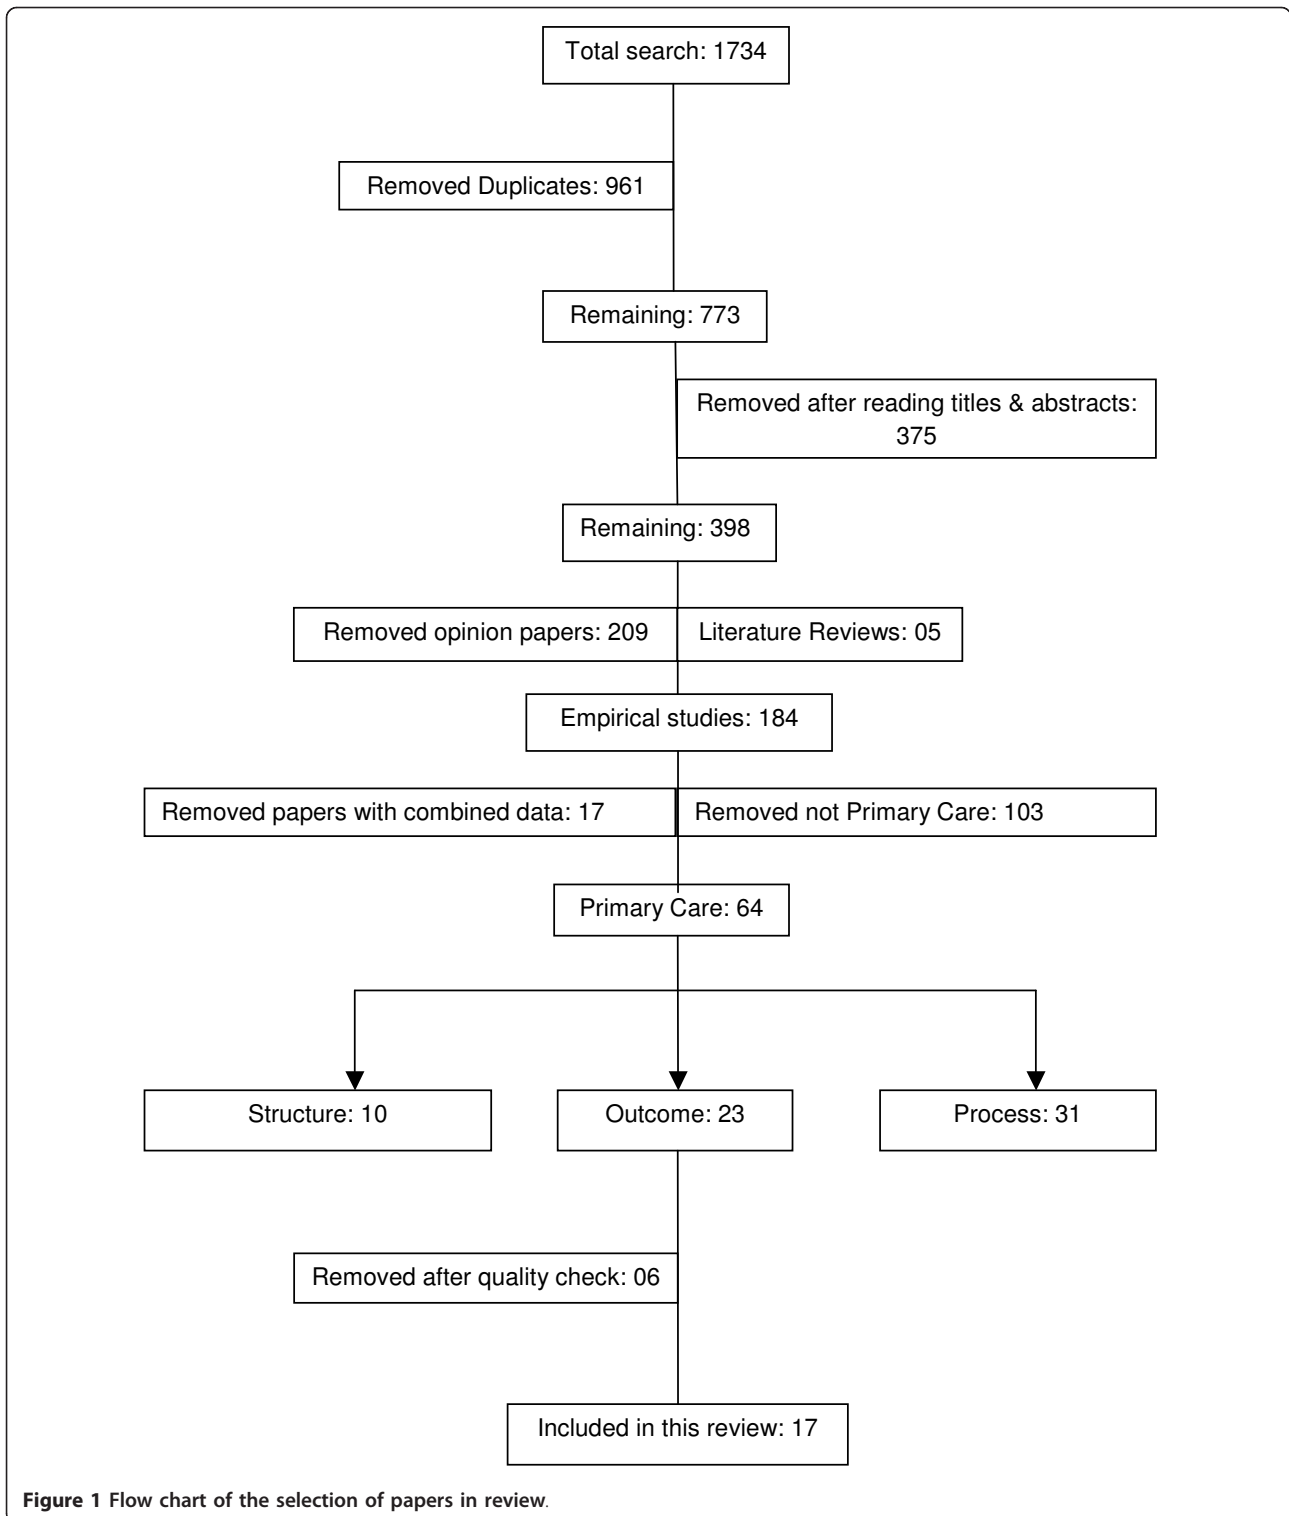 Total search: 1734
Removed Duplicates: 961
Remaining: 773
Removed after reading titles & abstracts:
375
Remaining: 398
Removed opinion papers: 209
Literature Reviews: 05
Empirical studies: 184
Removed papers with combined data: 17
Removed not Primary Care: 103
Primary Care: 64
Structure: 10
Outcome: 23
Process: 31
Removed after quality check: 06
Included in this review: 17
Figure 1 Flow chart of the selection of papers in review.